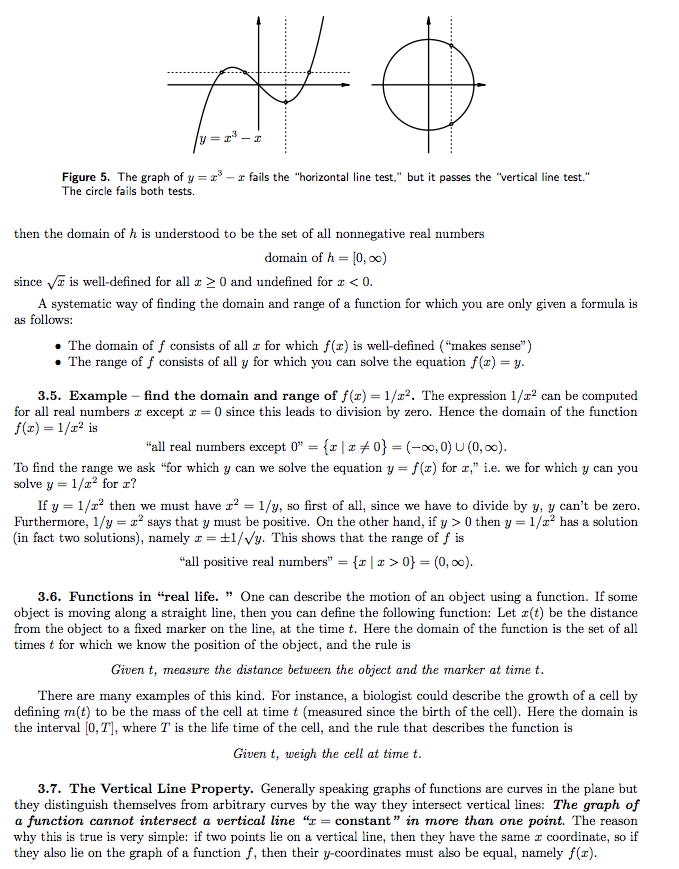 y = x³ − x
Figure 5. The graph of y = x³ − x fails the “horizontal line test,” but it passes the “vertical line test.”
The circle fails both tests.
then the domain of h is understood to be the set of all nonnegative real numbers
domain of h = [0, ∞)
since √x is well-defined for all x ≥ 0 and undefined for x < 0.
A systematic way of finding the domain and range of a function for which you are only given a formula is
as follows:
• The domain of f consists of all x for which f(x) is well-defined (“makes sense”)
• The range of f consists of all y for which you can solve the equation f(x) = y.
3.5. Example – find the domain and range of f(x) = 1/x². The expression 1/x² can be computed
for all real numbers x except x = 0 since this leads to division by zero. Hence the domain of the function
f(x) = 1/x² is
“all real numbers except 0” = {x | x ≠ 0} = (−∞, 0) ∪ (0, ∞).
To find the range we ask “for which y can we solve the equation y = f(x) for x,” i.e. we for which y can you
solve y = 1/x² for x?
If y = 1/x² then we must have x² = 1/y, so first of all, since we have to divide by y, y can’t be zero.
Furthermore, 1/y = x² says that y must be positive. On the other hand, if y > 0 then y = 1/x² has a solution
(in fact two solutions), namely x = ±1/√y. This shows that the range of f is
“all positive real numbers” = {x | x > 0} = (0, ∞).
3.6. Functions in “real life. ” One can describe the motion of an object using a function. If some
object is moving along a straight line, then you can define the following function: Let x(t) be the distance
from the object to a fixed marker on the line, at the time t. Here the domain of the function is the set of all
times t for which we know the position of the object, and the rule is
Given t, measure the distance between the object and the marker at time t.
There are many examples of this kind. For instance, a biologist could describe the growth of a cell by
defining m(t) to be the mass of the cell at time t (measured since the birth of the cell). Here the domain is
the interval [0, T], where T is the life time of the cell, and the rule that describes the function is
Given t, weigh the cell at time t.
3.7. The Vertical Line Property. Generally speaking graphs of functions are curves in the plane but
they distinguish themselves from arbitrary curves by the way they intersect vertical lines: The graph of
a function cannot intersect a vertical line “x = constant” in more than one point. The reason
why this is true is very simple: if two points lie on a vertical line, then they have the same x coordinate, so if
they also lie on the graph of a function f, then their y-coordinates must also be equal, namely f(x).